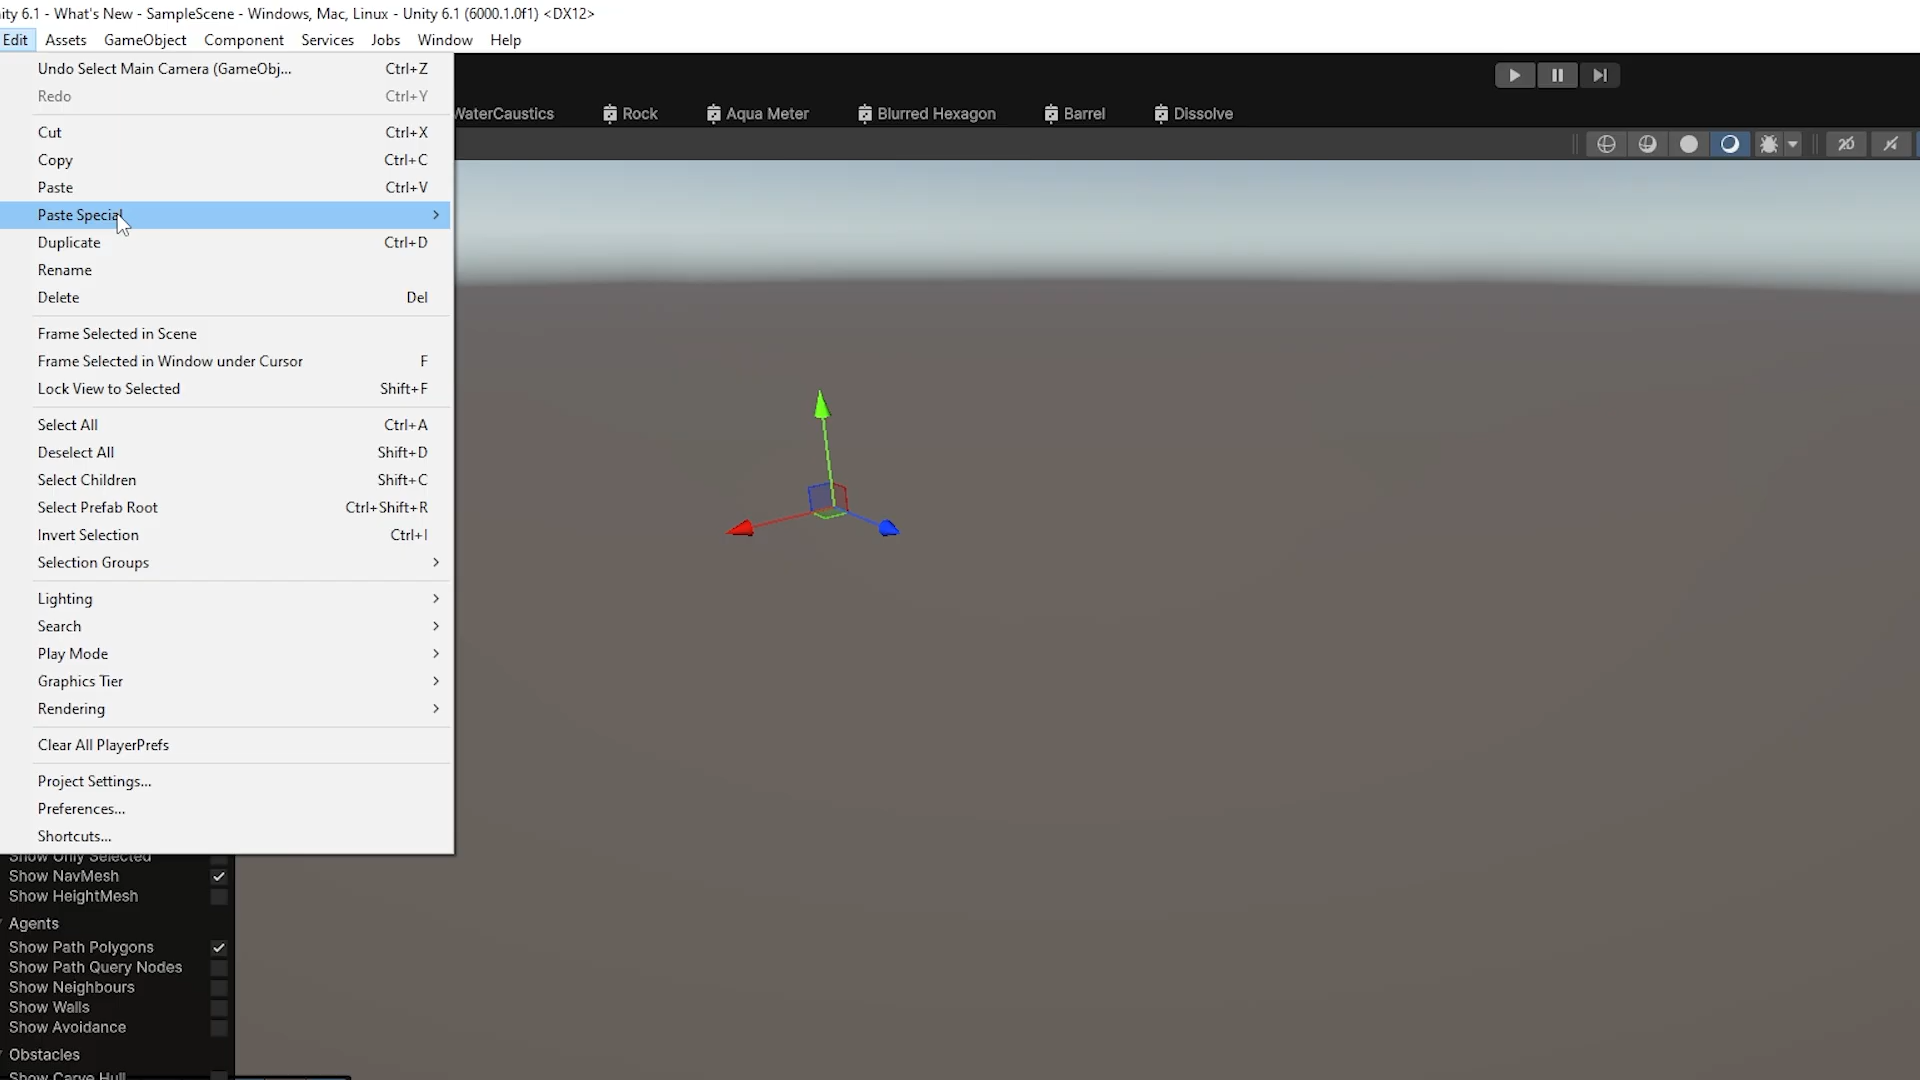 ity 6.1 - What's New - SampleScene - Windows, Mac, Linux - Unity 6.1 (6000.1.0f1) <DX12>
Edit Assets GameObject Component Services Jobs Window Help
Undo Select Main Camera (GameObj... Ctrl+Z
Redo Ctrl+Y
WaterCaustics Rock Aqua Meter Blurred Hexagon Barrel Dissolve
Cut Ctrl+X
Copy Ctrl+C
Paste Ctrl+V
Paste Special
Duplicate Ctrl+D
Rename
Delete Del
Frame Selected in Scene
Frame Selected in Window under Cursor F
Lock View to Selected Shift+F
Select All Ctrl+A
Deselect All Shift+D
Select Children Shift+C
Select Prefab Root Ctrl+Shift+R
Invert Selection Ctrl+I
Selection Groups
Lighting
Search
Play Mode
Graphics Tier
Rendering
Clear All PlayerPrefs
Project Settings...
Preferences...
Shortcuts...
Show Only Selected
Show NavMesh
Show HeightMesh
Agents
Show Path Polygons
Show Path Query Nodes
Show Neighbours
Show Walls
Show Avoidance
Obstacles
Show Carve Hull